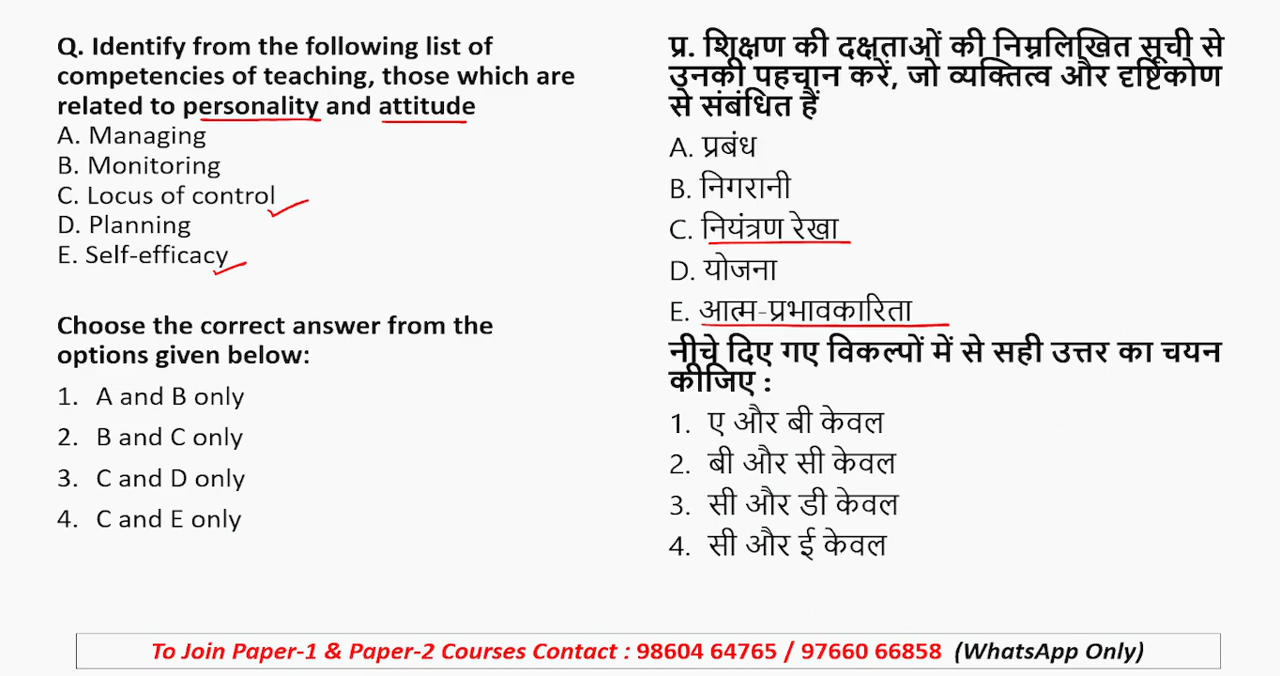 Q. Identify from the following list of
competencies of teaching, those which are
related to personality and attitude
A. Managing
B. Monitoring
C. Locus of control
D. Planning
E. Self-efficacy
Choose the correct answer from the
options given below:
1. A and B only
2. B and C only
3. C and D only
4. C and E only
प्र. शिक्षण की दक्षताओं की निम्नलिखित सूची से
उनकी पहचान करें, जो व्यक्तित्व और दृष्टिकोण
से संबंधित हैं
A. प्रबंध
B. निगरानी
C. नियंत्रण रेखा
D. योजना
E. आत्म-प्रभावकारिता
नीचे दिए गए विकल्पों में से सही उत्तर का चयन
कीजिए :
1. ए और बी केवल
2. बी और सी केवल
3. सी और डी केवल
4. सी और ई केवल
To Join Paper-1 & Paper-2 Courses Contact : 98604 64765 / 97660 66858 (WhatsApp Only)